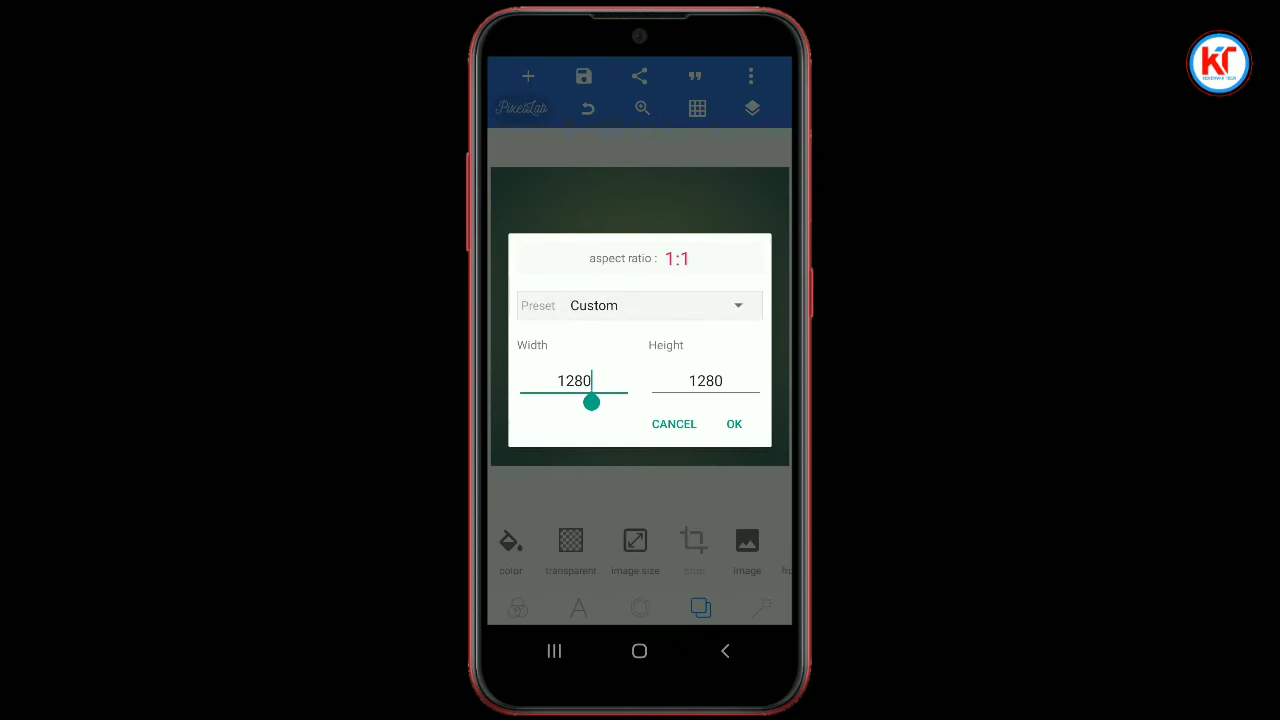 KT
PixelLab
aspect ratio : 1:1
Preset Custom
Width Height
1280 1280
CANCEL OK
color transparent image size crop image